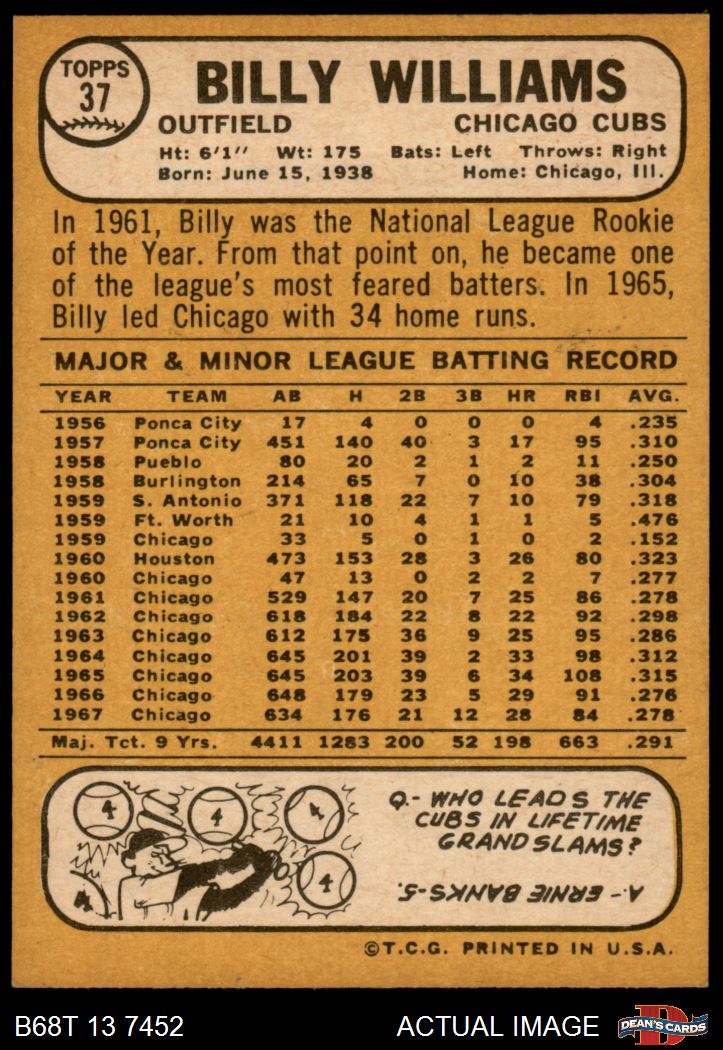 TOPPS
37
BILLY WILLIAMS
OUTFIELD CHICAGO CUBS
Ht: 6'1" Wt: 175 Bats: Left Throws: Right
Born: June 15, 1938 Home: Chicago, Ill.
In 1961, Billy was the National League Rookie
of the Year. From that point on, he became one
of the league's most feared batters. In 1965,
Billy led Chicago with 34 home runs.
MAJOR & MINOR LEAGUE BATTING RECORD
YEAR TEAM AB H 2B 3B HR RBI AVG.
1956 Ponca City 17 4 0 0 0 4 .235
1957 Ponca City 451 140 40 3 17 95 .310
1958 Pueblo 80 20 2 1 2 11 .250
1958 Burlington 214 65 7 0 10 38 .304
1959 S. Antonio 371 118 22 7 10 79 .318
1959 Ft. Worth 21 10 4 1 1 5 .476
1959 Chicago 33 5 0 1 0 2 .152
1960 Houston 473 153 28 3 26 80 .323
1960 Chicago 47 13 0 2 2 7 .277
1961 Chicago 529 147 20 7 25 86 .278
1962 Chicago 618 184 22 8 22 92 .298
1963 Chicago 612 175 36 9 25 95 .286
1964 Chicago 645 201 39 2 33 98 .312
1965 Chicago 645 203 39 6 34 108 .315
1966 Chicago 648 179 23 5 29 91 .276
1967 Chicago 634 176 21 12 28 84 .278
Maj. Tct. 9 Yrs. 4411 1283 200 52 198 663 .291
4
4
4
4
4
Q.- WHO LEADS THE
CUBS IN LIFETIME
GRAND SLAMS?
A.- ERNIE BANKS-5.
©T.C.G. PRINTED IN U.S.A.
B68T 13 7452 ACTUAL IMAGE
D
DEAN'S CARDS